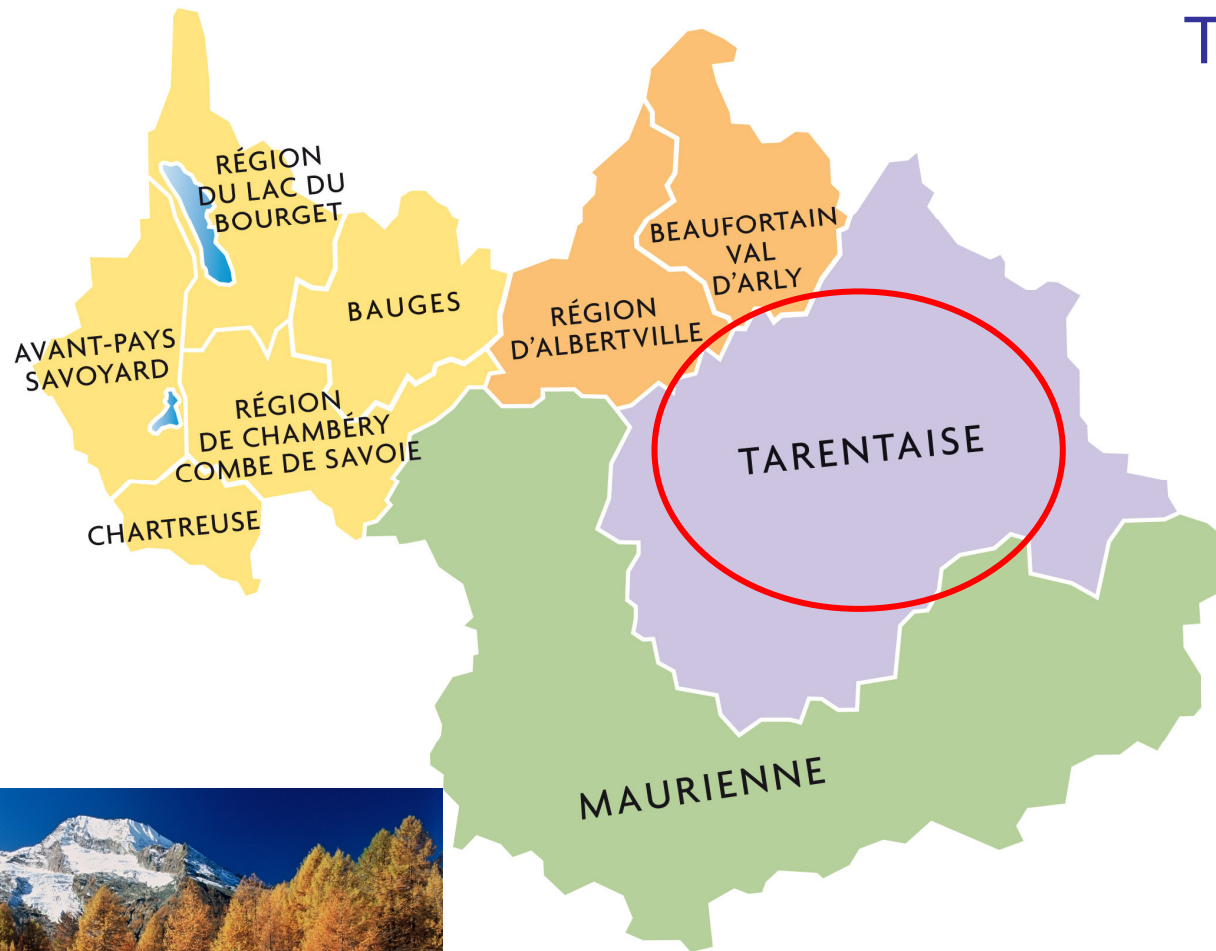 T
RÉGION
DU LAC DU
BOURGET
BEAUFORTAIN
VAL
D'ARLY
BAUGES
RÉGION
D'ALBERTVILLE
AVANT-PAYS
SAVOYARD
RÉGION
DE CHAMBÉRY
COMBE DE SAVOIE
TARENTAISE
CHARTREUSE
MAURIENNE